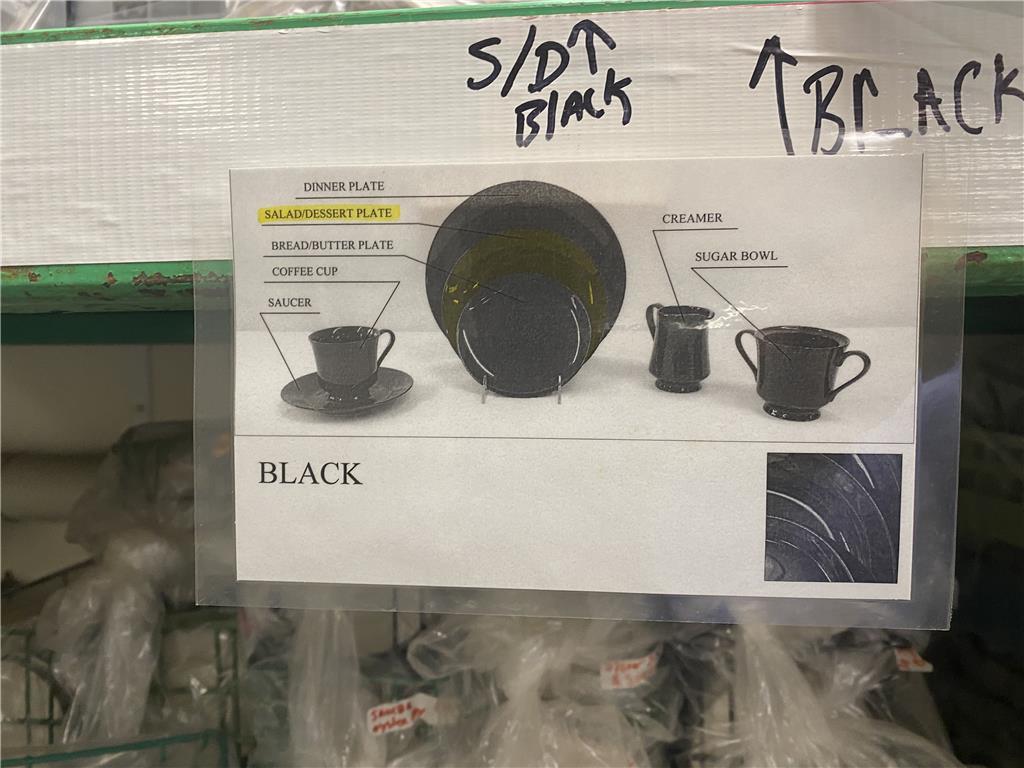 S/D↑
BLACK
↑BLACK
DINNER PLATE
SALAD/DESSERT PLATE
BREAD/BUTTER PLATE
COFFEE CUP
SAUCER
CREAMER
SUGAR BOWL
BLACK